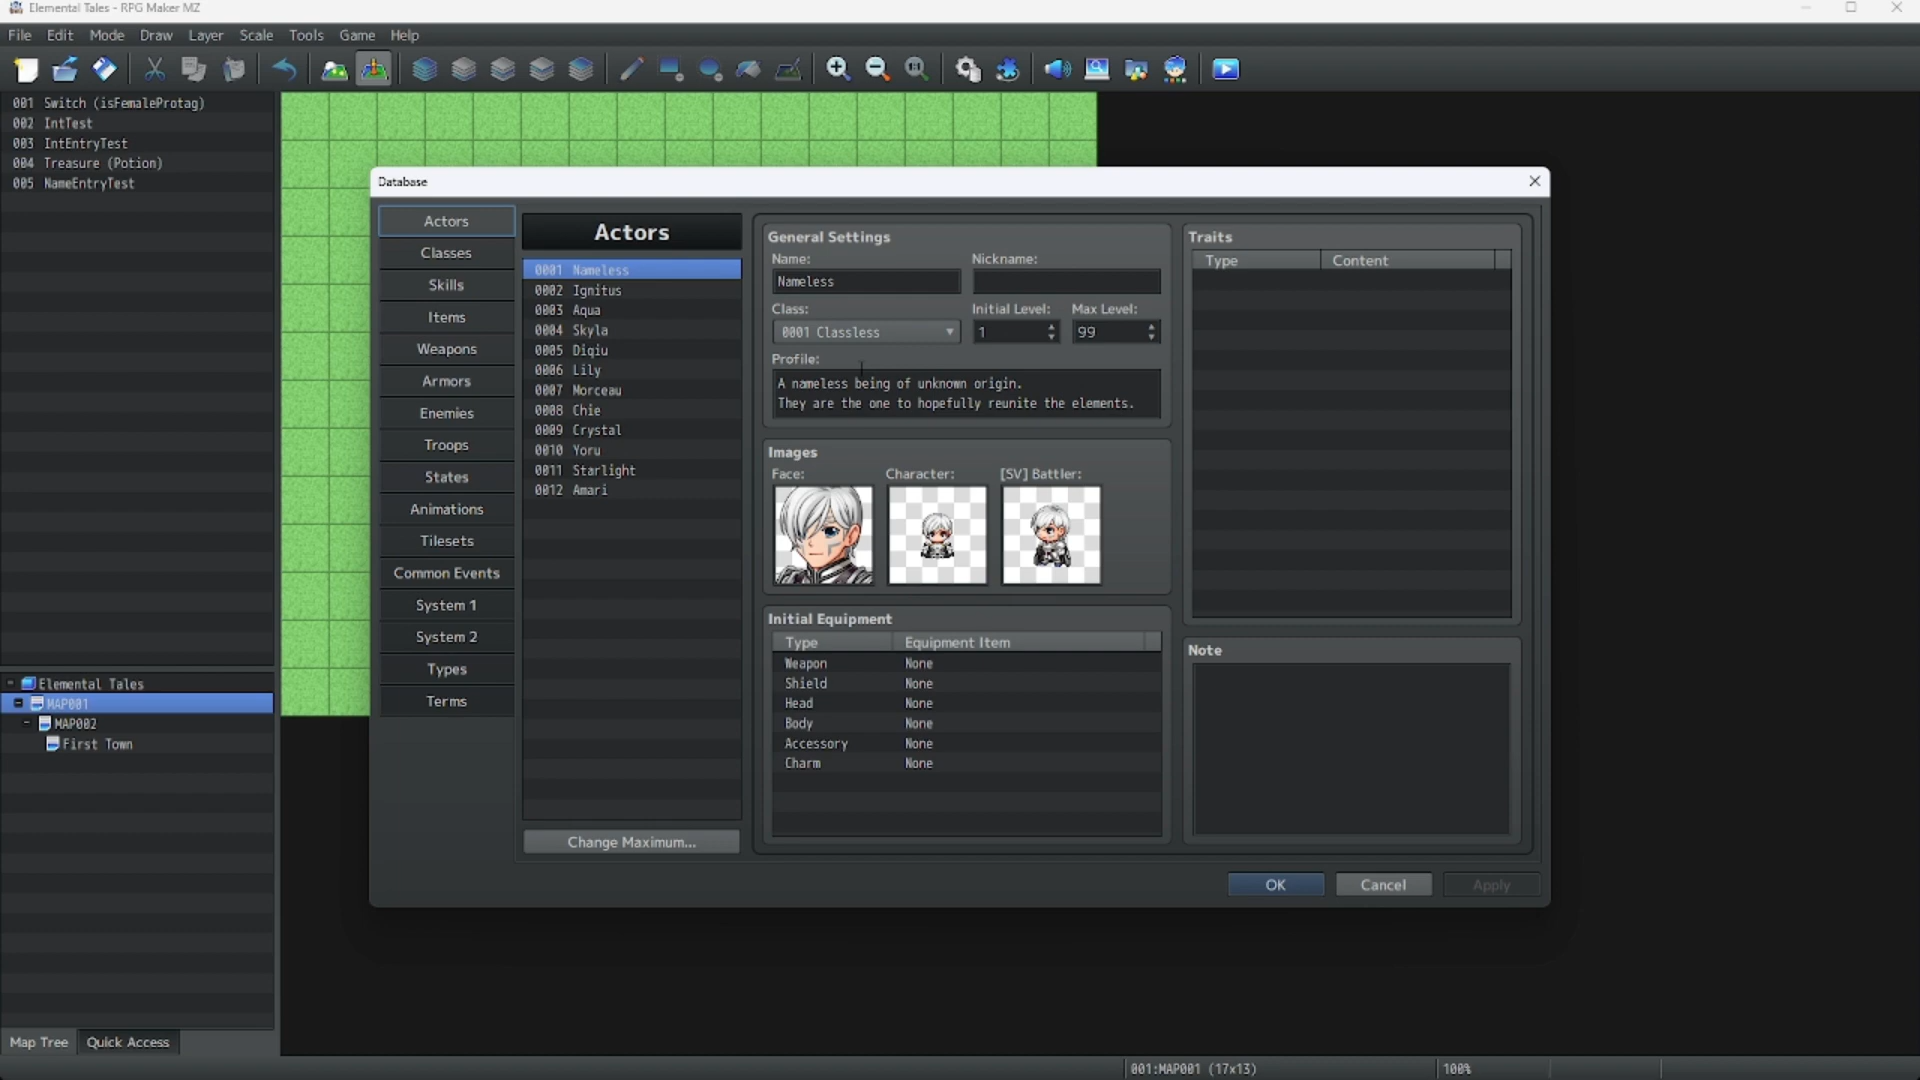 Elemental Tales - RPG Maker MZ
File Edit Mode Draw Layer Scale Tools Game Help
001 Switch (isFemaleProtag)
002 IntTest
003 IntEntryTest
004 Treasure (Potion)
005 NameEntryTest
Elemental Tales
MAP001
MAP002
First Town
Map Tree Quick Access
Database
Actors
Classes
Skills
Items
Weapons
Armors
Enemies
Troops
States
Animations
Tilesets
Common Events
System 1
System 2
Types
Terms
Actors
0001 Nameless
0002 Ignitus
0003 Aqua
0004 Skyla
0005 Diqiu
0006 Lily
0007 Morceau
0008 Chie
0009 Crystal
0010 Yoru
0011 Starlight
0012 Amari
Change Maximum...
General Settings
Name: Nickname:
Nameless
Class: Initial Level: Max Level:
0001 Classless 1 99
Profile:
A nameless being of unknown origin.
They are the one to hopefully reunite the elements.
Images
Face: Character: [SV] Battler:
Initial Equipment
Type Equipment Item
Weapon None
Shield None
Head None
Body None
Accessory None
Charm None
Traits
Type Content
Note
OK Cancel Apply
001:MAP001 (17x13) 100%